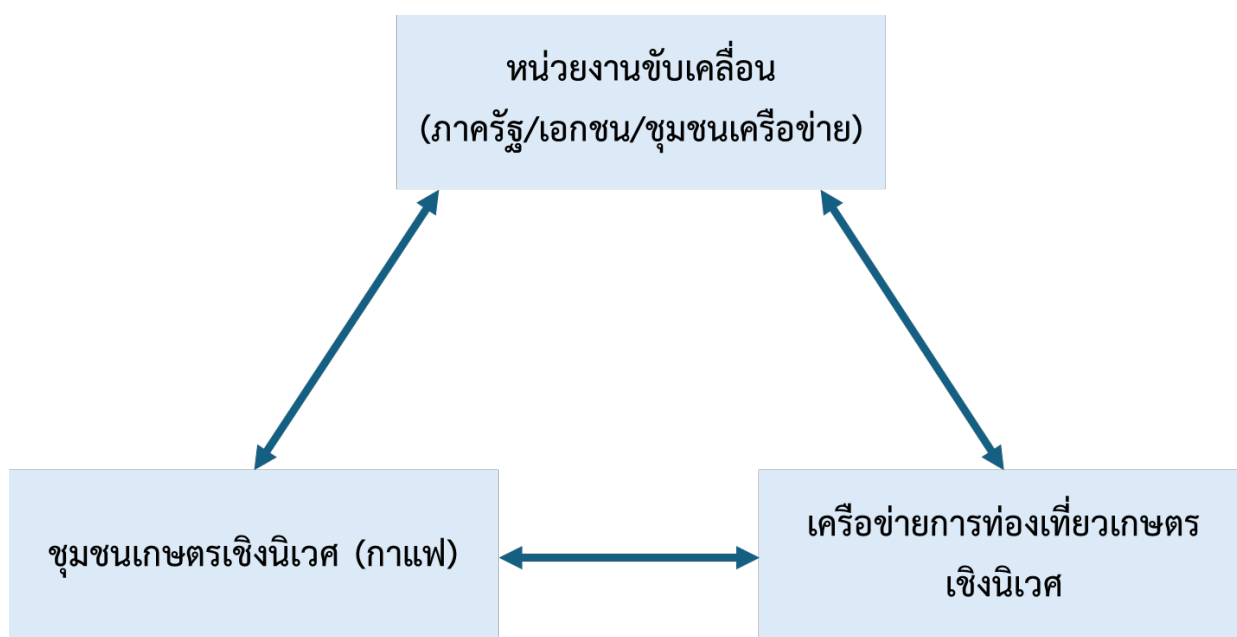 หน่วยงานขับเคลื่อน
(ภาครัฐ/เอกชน/ชุมชนเครือข่าย)
ชุมชนเกษตรเชิงนิเวศ (กาแฟ)
เครือข่ายการท่องเที่ยวเกษตร
เชิงนิเวศ